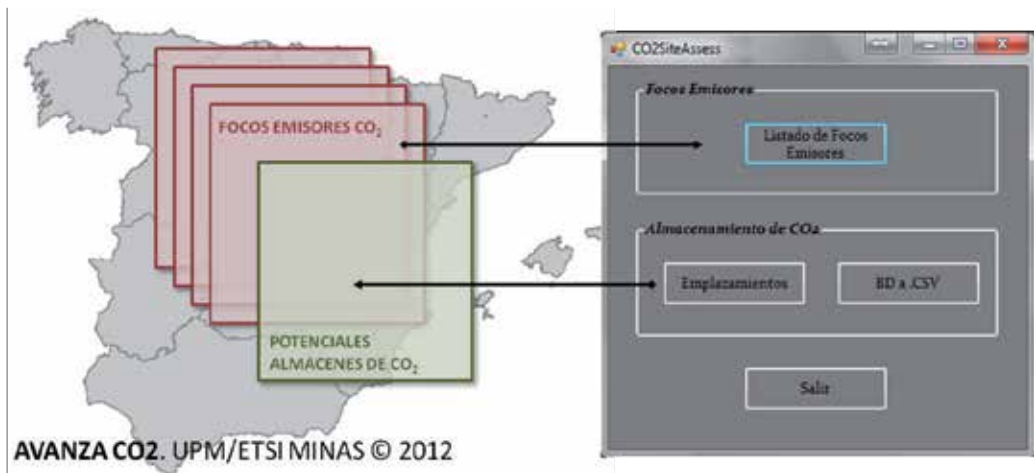 FOCOS EMISORES CO2
POTENCIALES
ALMACENES DE CO2
AVANZA CO2. UPM/ETSI MINAS © 2012
CO2SiteAssess
Focos Emisores
Listado de Focos
Emisores
Almacenamiento de CO2
Emplazamientos
BD a .CSV
Salir